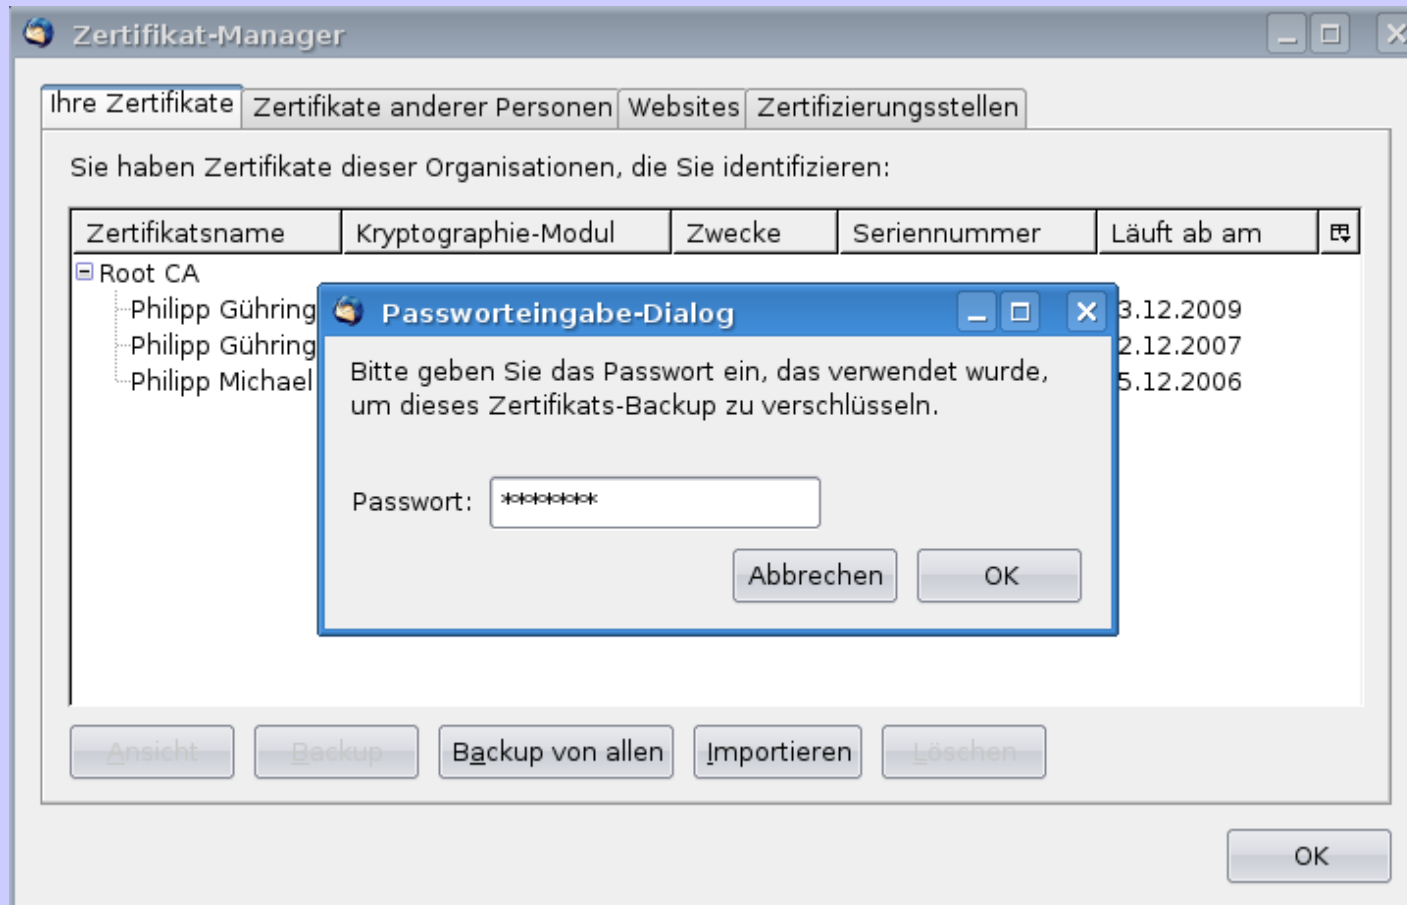 Zertifikat-Manager
Ihre Zertifikate Zertifikate anderer Personen Websites Zertifizierungsstellen
Sie haben Zertifikate dieser Organisationen, die Sie identifizieren:
Zertifikatsname Kryptographie-Modul Zwecke Seriennummer Läuft ab am
Root CA
Philipp Gühring 3.12.2009
Philipp Gühring 2.12.2007
Philipp Michael 5.12.2006
Passworteingabe-Dialog
Bitte geben Sie das Passwort ein, das verwendet wurde,
um dieses Zertifikats-Backup zu verschlüsseln.
Passwort: ********
Abbrechen OK
Ansicht Backup Backup von allen Importieren Löschen
OK